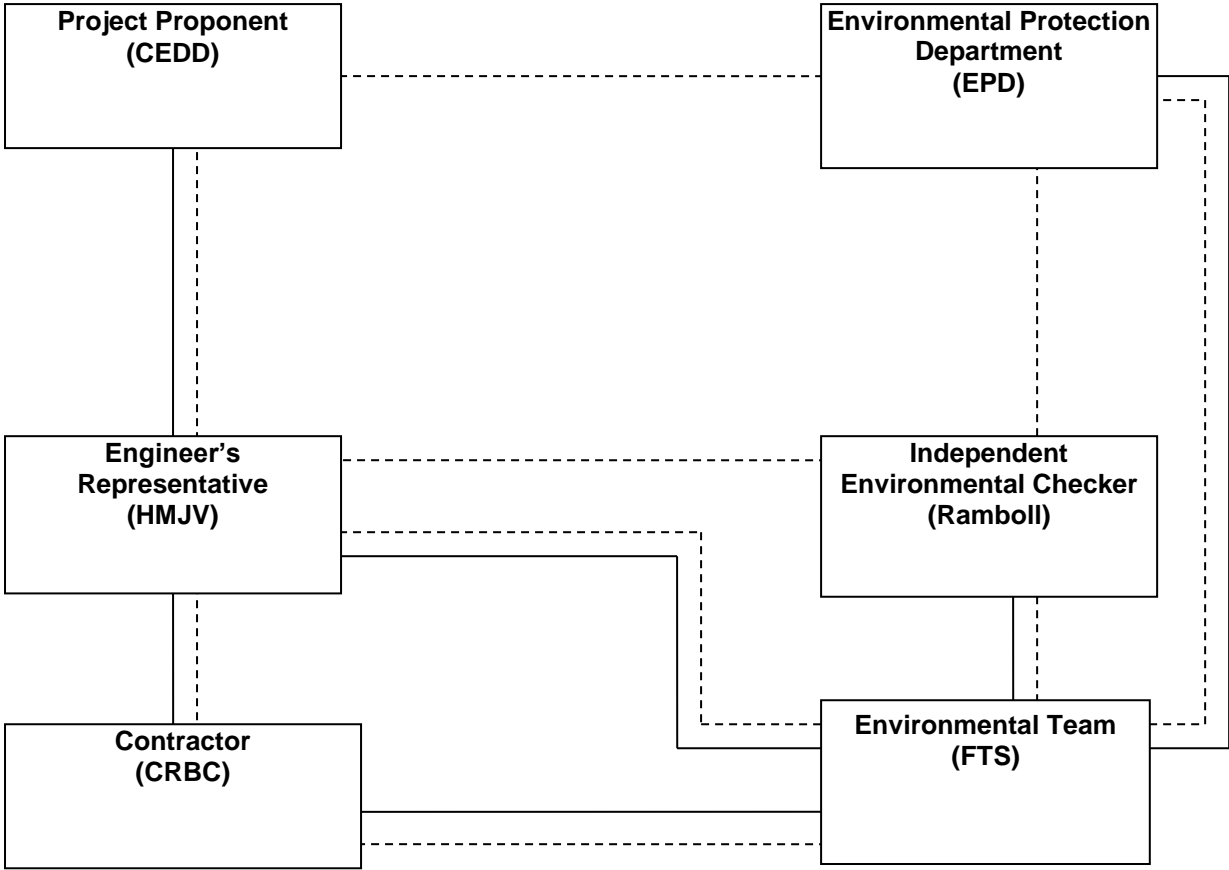 Project Proponent
(CEDD)
Environmental Protection
Department
(EPD)
Engineer’s
Representative
(HMJV)
Independent
Environmental Checker
(Ramboll)
Contractor
(CRBC)
Environmental Team
(FTS)